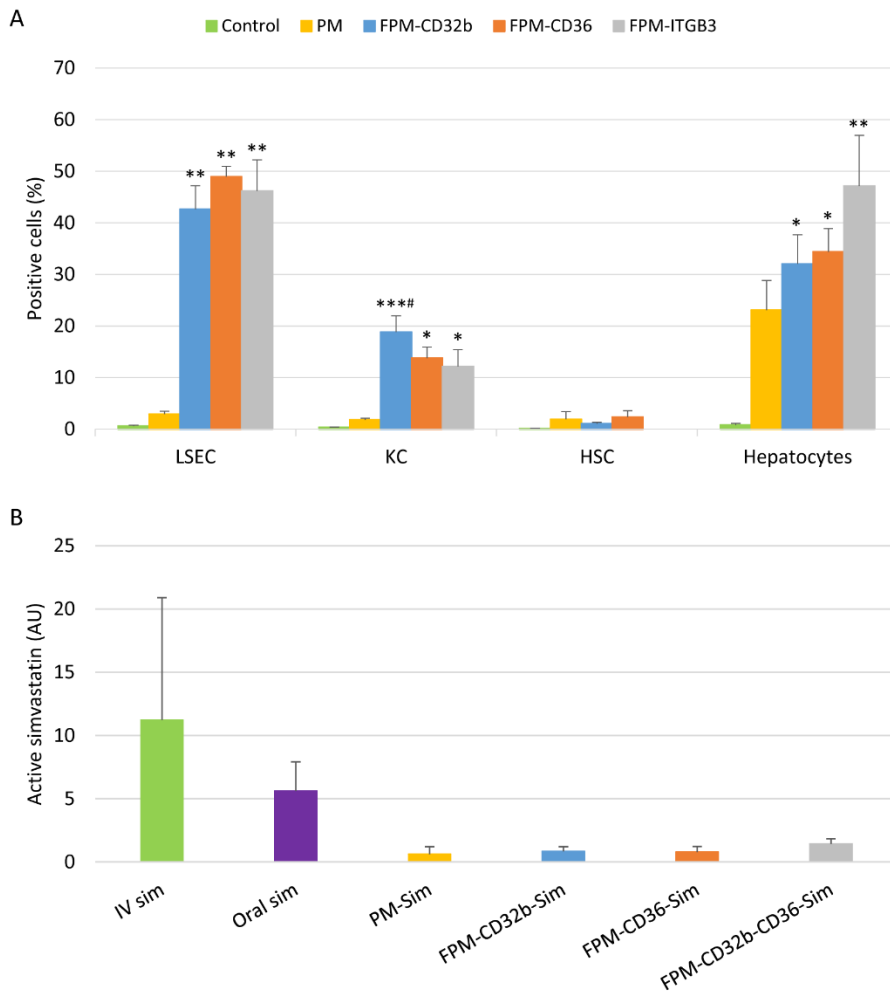 A
Control PM FPM-CD32b FPM-CD36 FPM-ITGB3
70
60
50
40
30
20
10
0
Positive cells (%)
** ** **
***# * *
* * **
LSEC KC HSC Hepatocytes
B
25
20
15
10
5
0
Active simvastatin (AU)
IV sim
Oral sim
PM-Sim
FPM-CD32b-Sim
FPM-CD36-Sim
FPM-CD32b-CD36-Sim